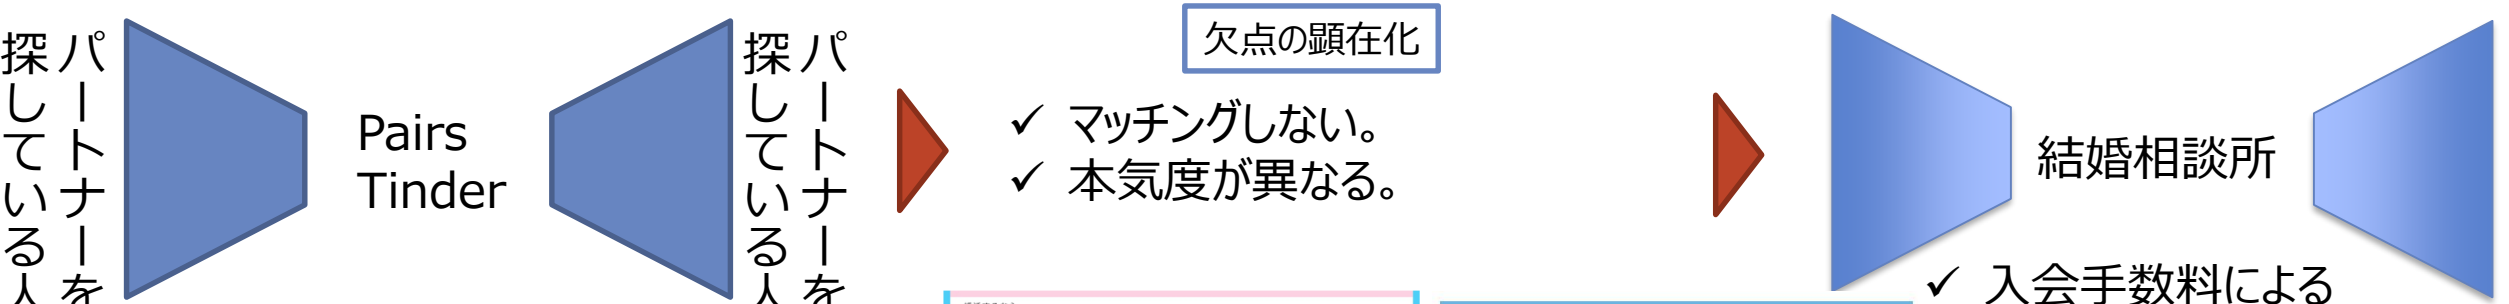 パートナーを
探している人
Pairs
Tinder
パートナーを
探している人
欠点の顕在化
✓ マッチングしない。
✓ 本気度が異なる。
結婚相談所
✓ 入会手数料による